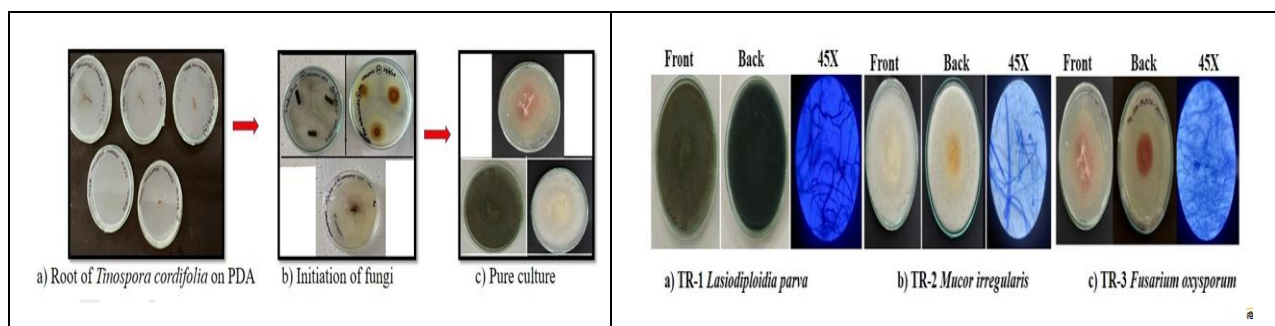 a) Root of Tinospora cordifolia on PDA
b) Initiation of fungi
c) Pure culture
Front Back 45X Front Back 45X Front Back 45X
a) TR-1 Lasiodiploidia parva
b) TR-2 Mucor irregularis
c) TR-3 Fusarium oxysporum